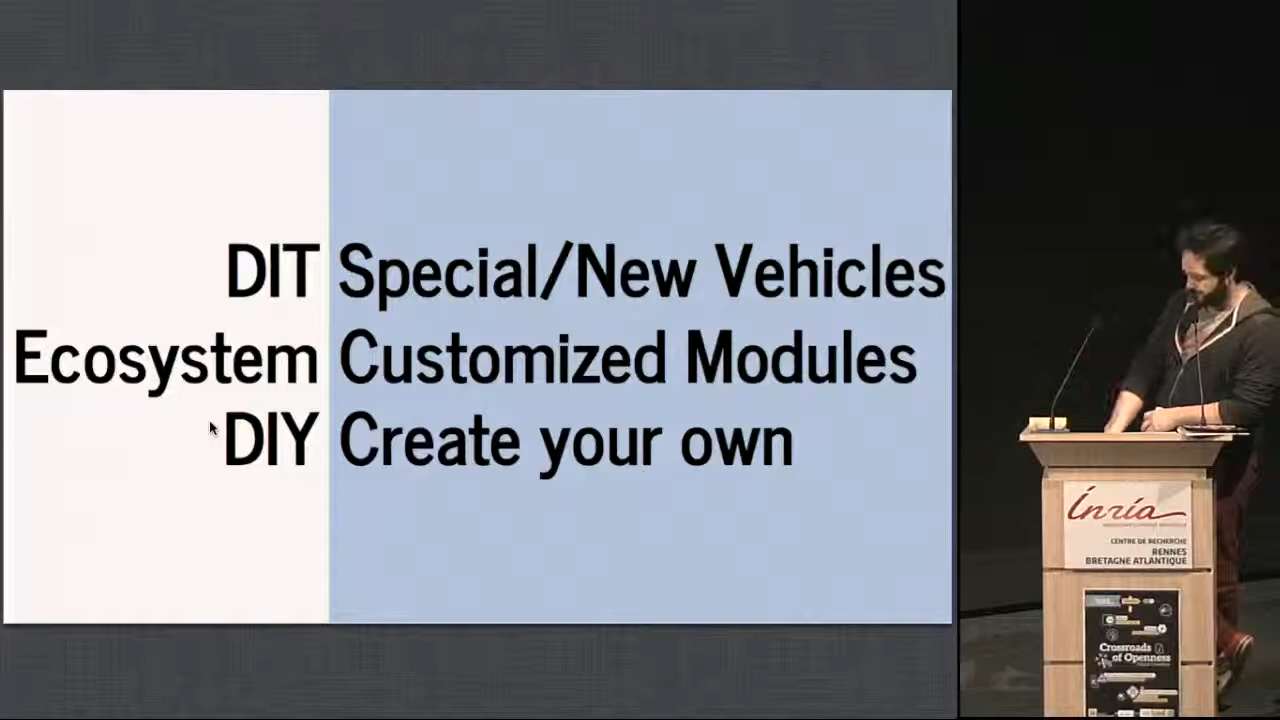 DIT Special/New Vehicles
Ecosystem Customized Modules
DIY Create your own
Inria
CENTRE DE RECHERCHE
RENNES
BRETAGNE ATLANTIQUE
Crossroads
of Openness